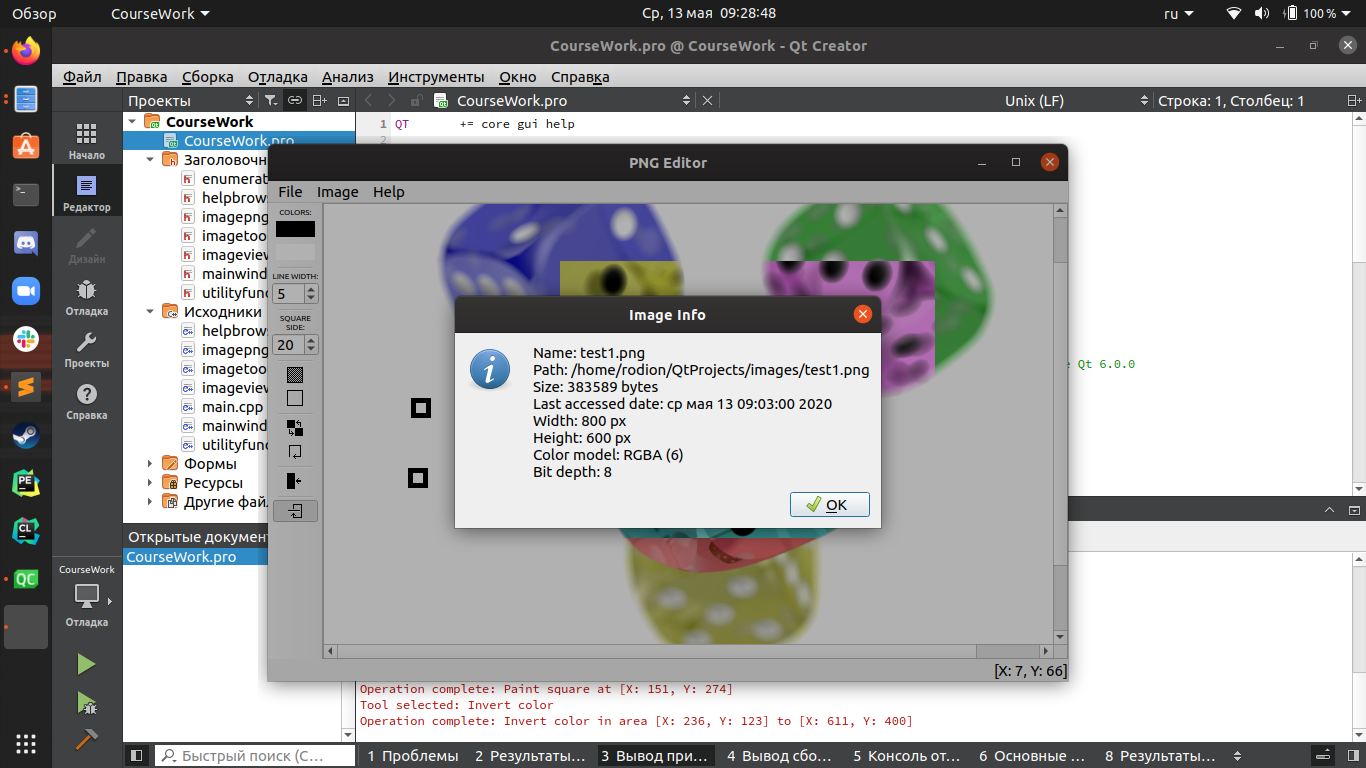 Обзор
CourseWork
Ср, 13 мая 09:28:48
ru
100 %
CourseWork.pro @ CourseWork - Qt Creator
Файл Правка Сборка Отладка Анализ Инструменты Окно Справка
Проекты
CourseWork.pro
Unix (LF)
Строка: 1, Столбец: 1
Начало
Редактор
Дизайн
Отладка
Проекты
Справка
CourseWork
Отладка
CourseWork
CourseWork.pro
Заголовочн
enumerat
helpbrow
imagepng
imagetoo
imageview
mainwind
utilityfunc
Исходники
helpbrow
imagepng
imagetoo
imageview
main.cpp
mainwind
utilityfunc
Формы
Ресурсы
Другие фай
Открытые документ
CourseWork.pro
1 QT += core gui help
2
e Qt 6.0.0
PNG Editor
File Image Help
COLORS:
LINE WIDTH:
5
SQUARE
SIDE:
20
[X: 7, Y: 66]
Image Info
Name: test1.png
Path: /home/rodion/QtProjects/images/test1.png
Size: 383589 bytes
Last accessed date: ср мая 13 09:03:00 2020
Width: 800 px
Height: 600 px
Color model: RGBA (6)
Bit depth: 8
OK
Operation complete: Paint square at [X: 151, Y: 274]
Tool selected: Invert color
Operation complete: Invert color in area [X: 236, Y: 123] to [X: 611, Y: 400]
Быстрый поиск (C...
1 Проблемы
2 Результаты...
3 Вывод при...
4 Вывод сбо...
5 Консоль от...
6 Основные ...
8 Результаты...